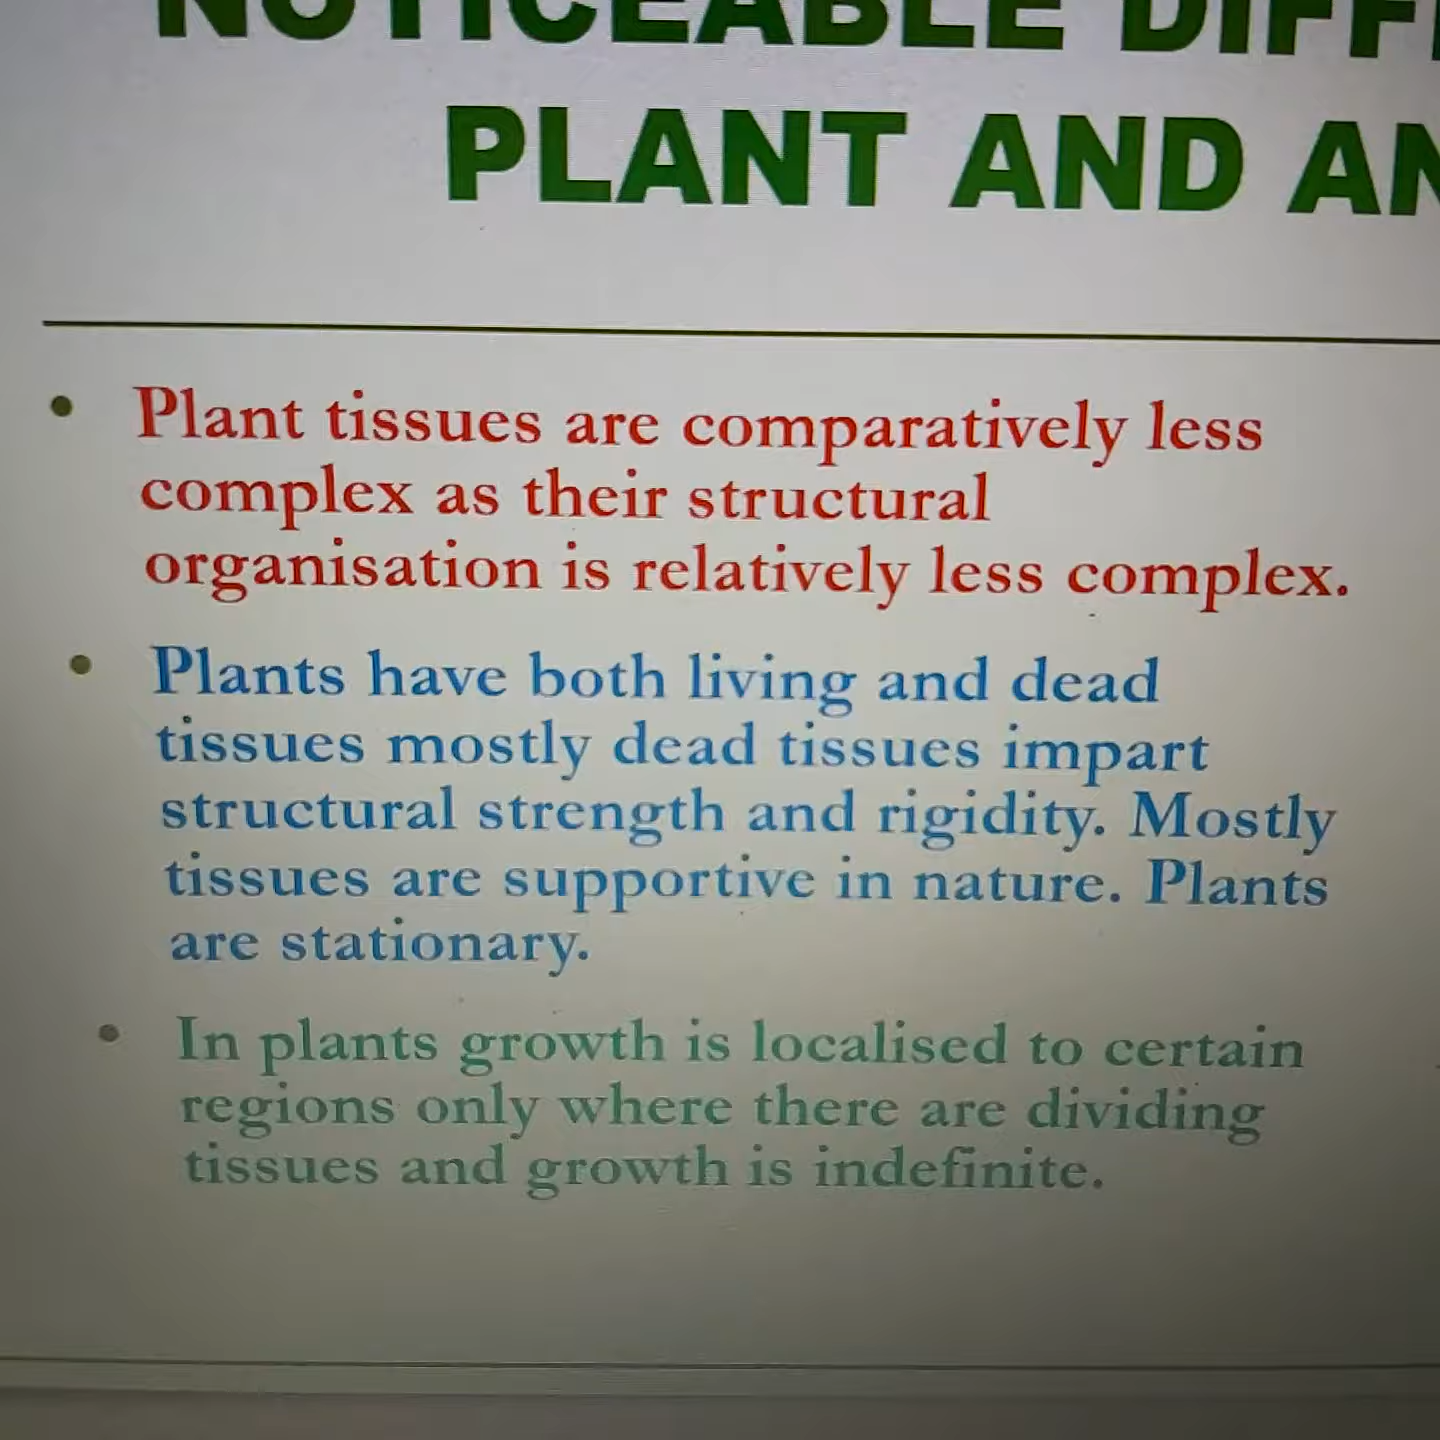 NOTICEABLE DIFF
PLANT AND AN
• Plant tissues are comparatively less
complex as their structural
organisation is relatively less complex.
• Plants have both living and dead
tissues mostly dead tissues impart
structural strength and rigidity. Mostly
tissues are supportive in nature. Plants
are stationary.
• In plants growth is localised to certain
regions only where there are dividing
tissues and growth is indefinite.